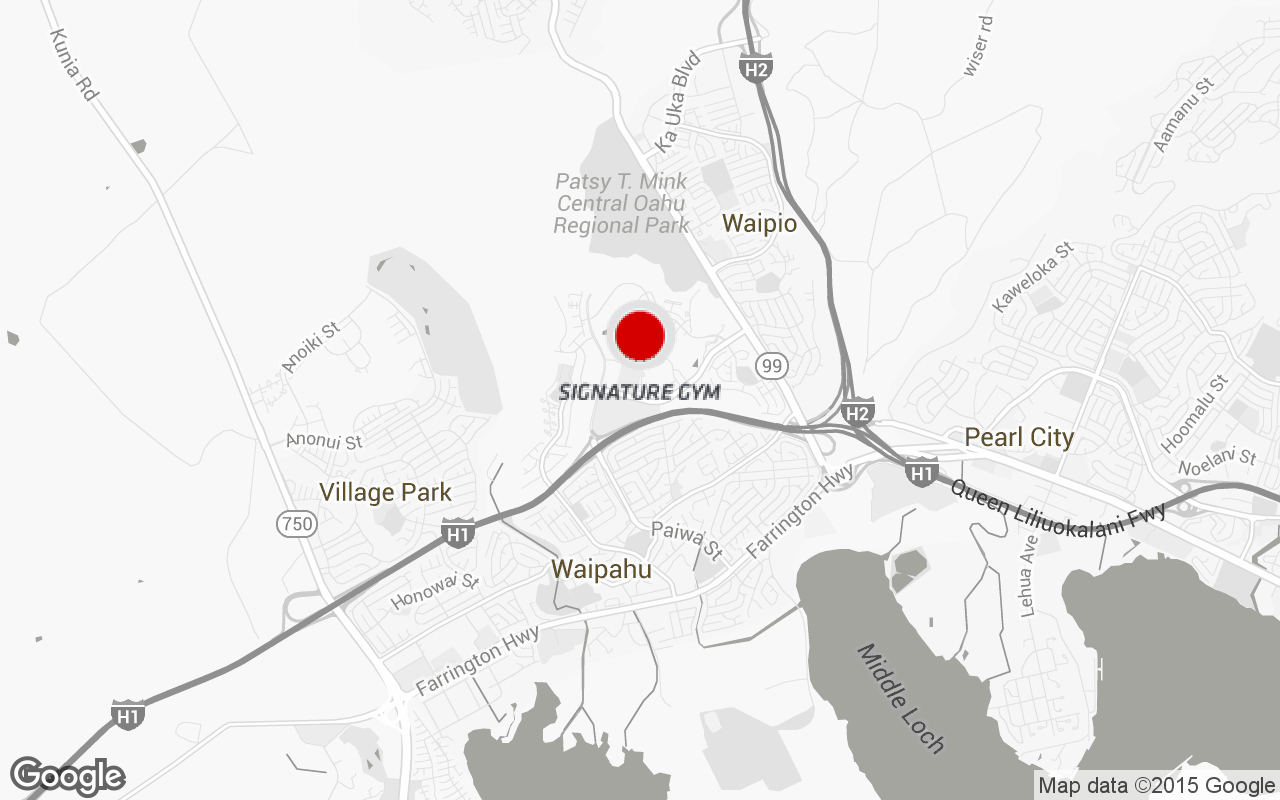 Kunia Rd
H2
wiser rd
Ka Uka Blvd
Aamanu St
Patsy T. Mink
Central Oahu
Regional Park
Waipio
Kaweloka St
Anoiki St
99
SIGNATURE GYM
Hoomalu St
H2
Anonui St
Pearl City
Noelani St
H1
Village Park
Queen Liliuokalani Fwy
750
H1
Paiwa St
Farrington Hwy
Waipahu
Lehua Ave
Honowai St
Farrington Hwy
Middle Loch
H1
Google
Map data ©2015 Google